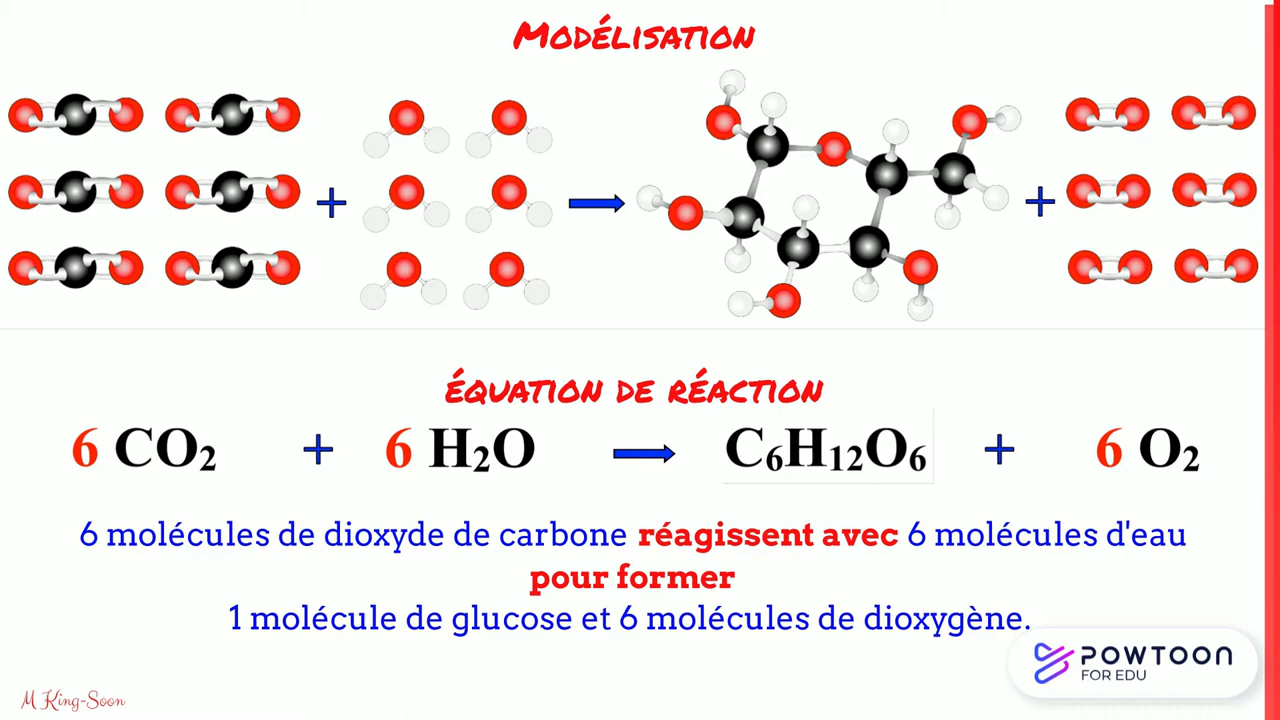 Modélisation
+ → +
équation de réaction
6 CO₂ + 6 H₂O → C₆H₁₂O₆ + 6 O₂
6 molécules de dioxyde de carbone réagissent avec 6 molécules d'eau
pour former
1 molécule de glucose et 6 molécules de dioxygène.
POWTOON
FOR EDU
M King-Soon